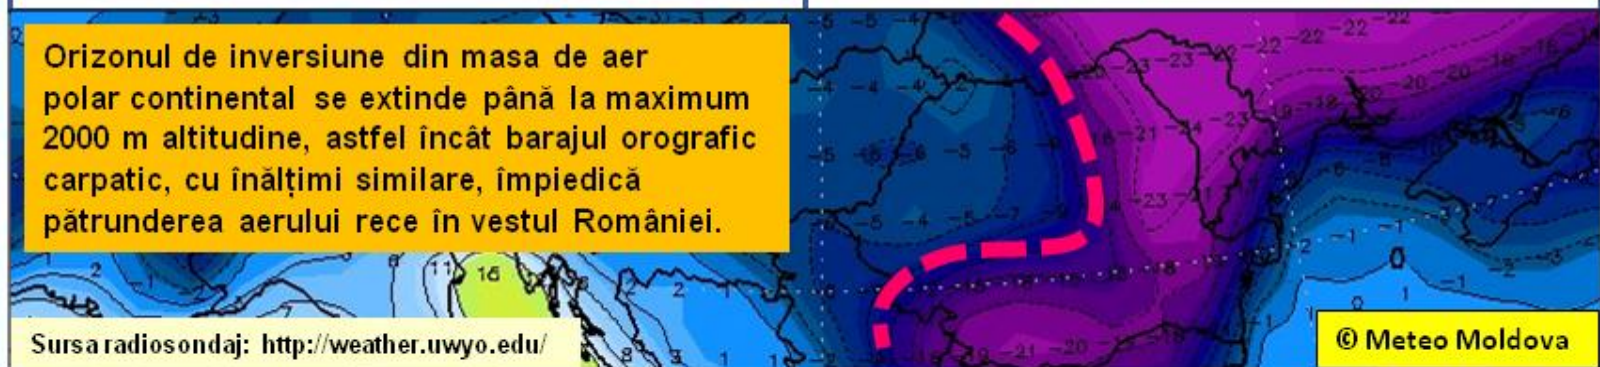 Orizonul de inversiune din masa de aer
polar continental se extinde până la maximum
2000 m altitudine, astfel încât barajul orografic
carpatic, cu înălțimi similare, împiedică
pătrunderea aerului rece în vestul României.
Sursa radiosondaj: http://weather.uwyo.edu/
© Meteo Moldova